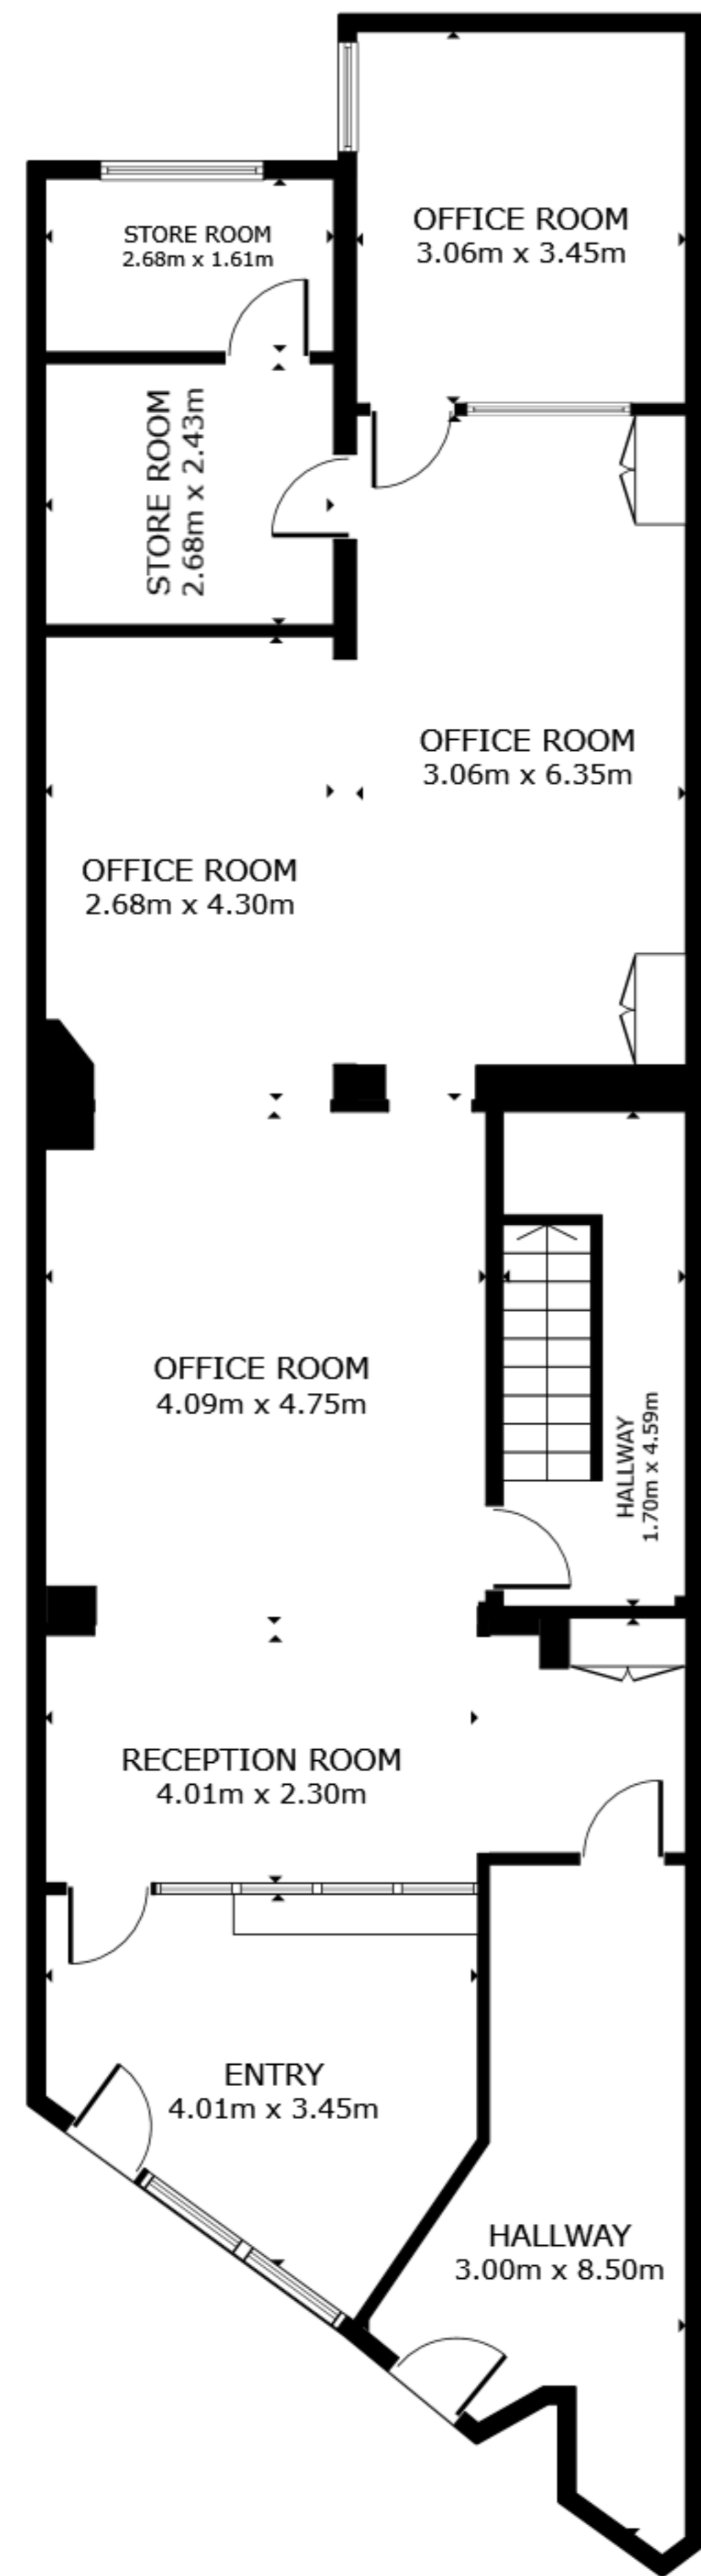 OFFICE ROOM
3.06m x 3.45m
STORE ROOM
2.68m x 1.61m
STORE ROOM
2.68m x 2.43m
OFFICE ROOM
3.06m x 6.35m
OFFICE ROOM
2.68m x 4.30m
OFFICE ROOM
4.09m x 4.75m
HALLWAY
1.70m x 4.59m
RECEPTION ROOM
4.01m x 2.30m
ENTRY
4.01m x 3.45m
HALLWAY
3.00m x 8.50m